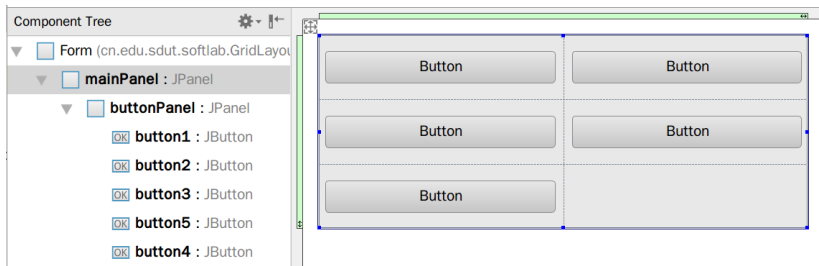 Component Tree
Form (cn.edu.sdut.softlab.GridLayou
mainPanel : JPanel
buttonPanel : JPanel
OK button1 : JButton
OK button2 : JButton
OK button3 : JButton
OK button5 : JButton
OK button4 : JButton
Button Button
Button Button
Button